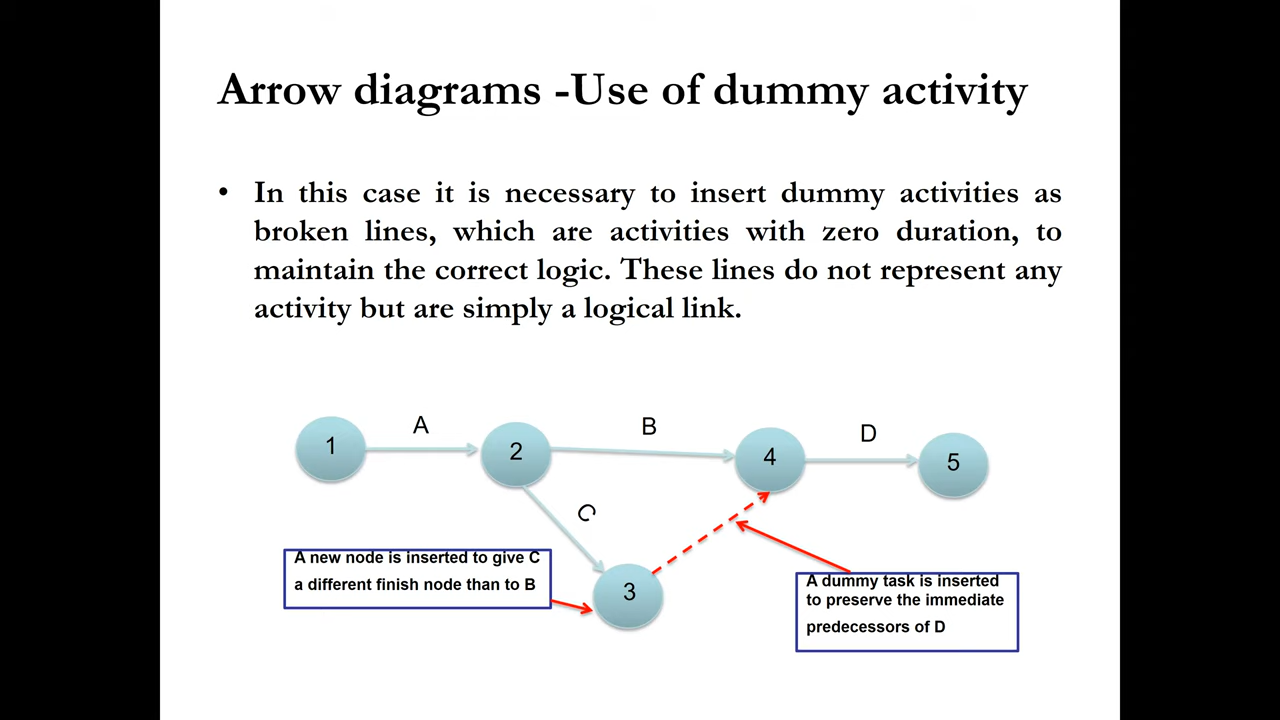 Arrow diagrams -Use of dummy activity
• In this case it is necessary to insert dummy activities as
broken lines, which are activities with zero duration, to
maintain the correct logic. These lines do not represent any
activity but are simply a logical link.
A
B
D
1
2
4
5
C
A new node is inserted to give C
a different finish node than to B
3
A dummy task is inserted
to preserve the immediate
predecessors of D